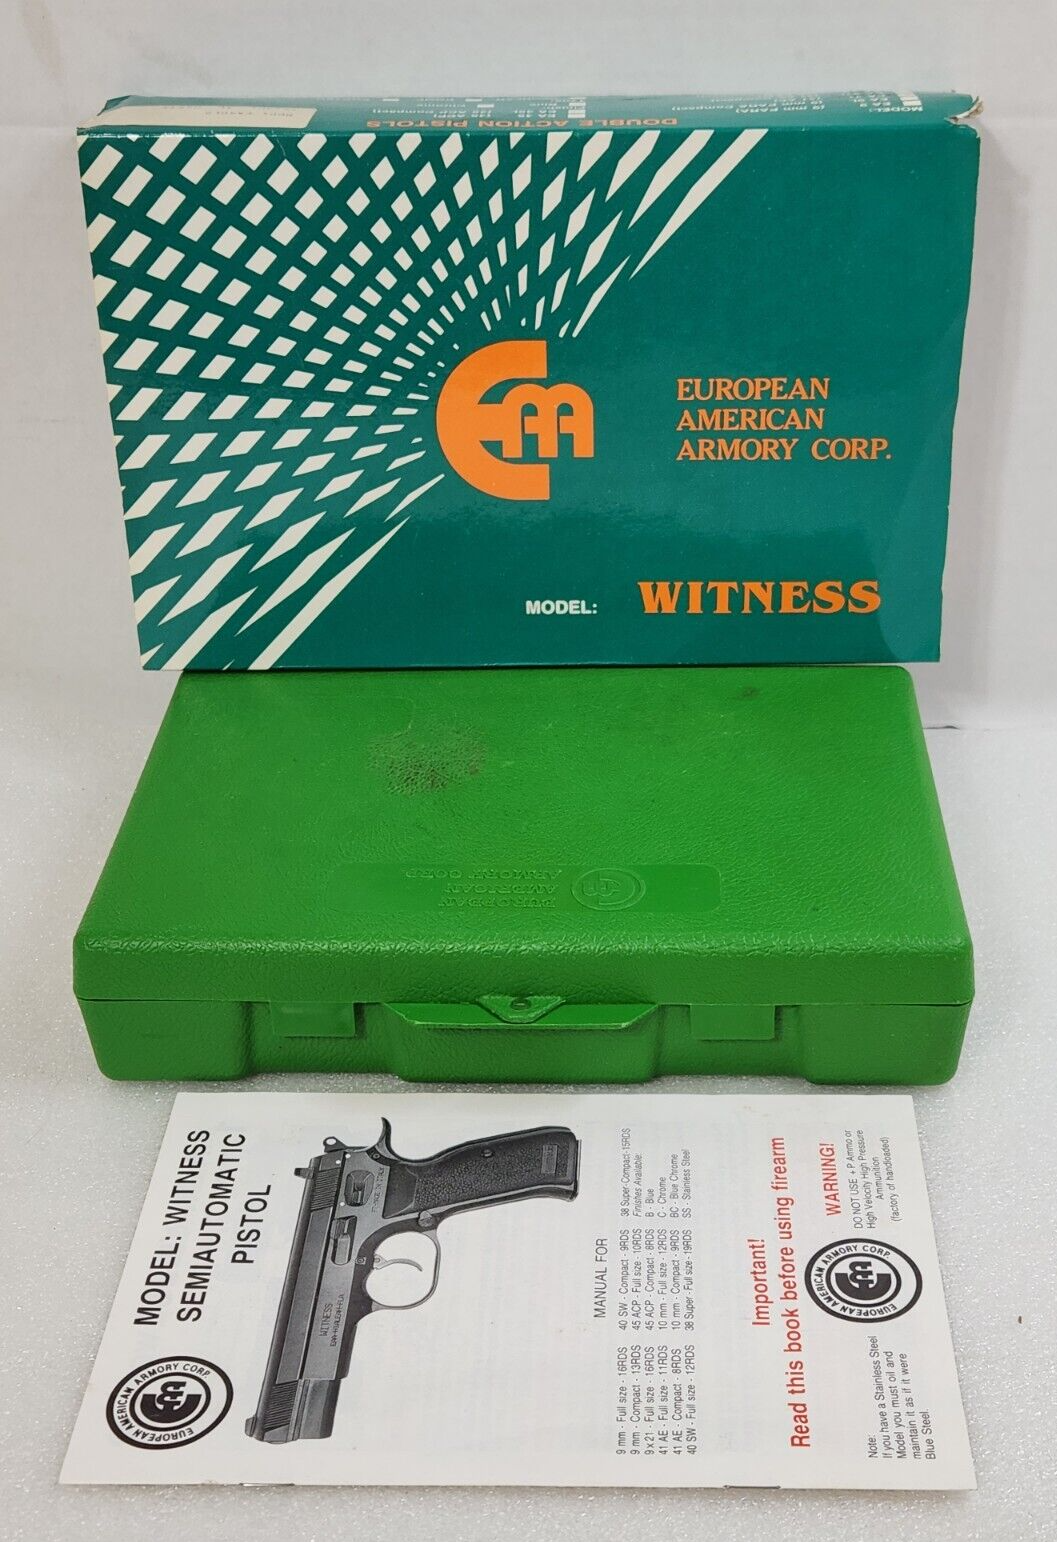 DOUBLE ACTION PISTOLS
MODEL:
EUROPEAN
AMERICAN
ARMORY CORP.
MODEL: WITNESS
EUROPEAN
AMERICAN
ARMORY CORP.
MODEL: WITNESS
SEMIAUTOMATIC
PISTOL
EUROPEAN AMERICAN ARMORY CORP.
WITNESS
MANUAL FOR
9 mm - Full size - 16RDS
9 mm - Compact - 13RDS
9 x 21 - Full size - 16RDS
41 AE - Full size - 11RDS
41 AE - Compact - 8RDS
40 SW - Full size - 12RDS
40 SW - Compact - 9RDS
45 ACP - Full size - 10RDS
45 ACP - Compact - 8RDS
10 mm - Full size - 12RDS
10 mm - Compact - 9RDS
38 Super - Full size - 19RDS
38 Super - Compact - 15RDS
Finishes Available:
B - Blue
C - Chrome
BC - Blue Chrome
SS - Stainless Steel
Important!
Read this book before using firearm
WARNING!
DO NOT USE + P Ammo or
High Velocity High Pressure
Ammunition
(factory of handloaded)
EUROPEAN AMERICAN ARMORY CORP.
Note:
If you have a Stainless Steel
Model you must oil and
maintain it as if it were
Blue Steel.